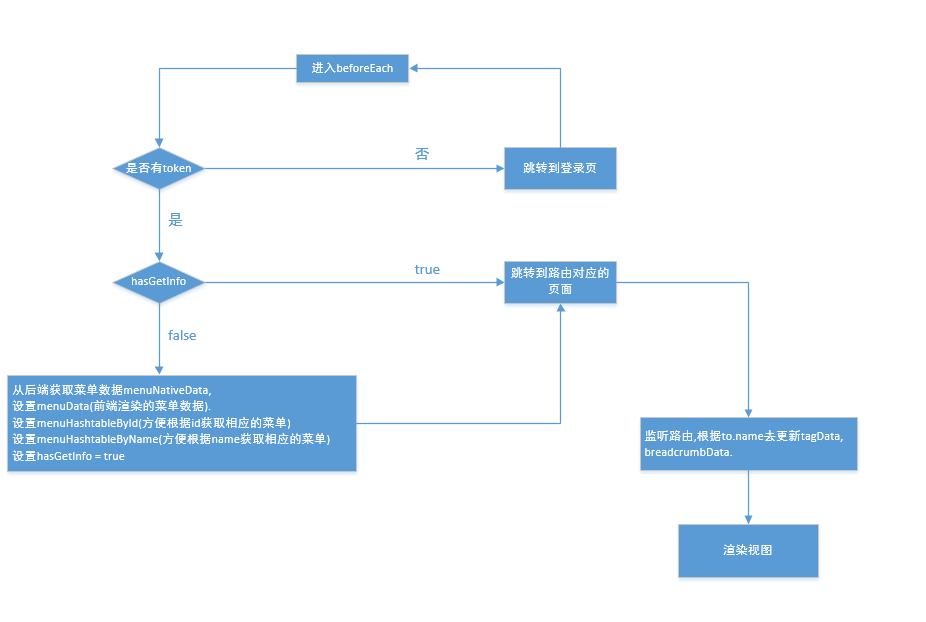 进入beforeEach
是否有token
否
跳转到登录页
是
hasGetInfo
true
跳转到路由对应的
页面
false
从后端获取菜单数据menuNativeData,
设置menuData(前端渲染的菜单数据).
设置menuHashtableById(方便根据id获取相应的菜单)
设置menuHashtableByName(方便根据name获取相应的菜单)
设置hasGetInfo = true
监听路由,根据to.name去更新tagData,
breadcrumbData.
渲染视图